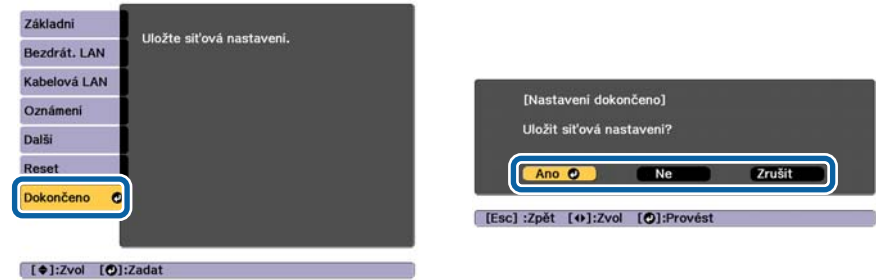 Základní
Bezdrát. LAN
Kabelová LAN
Oznámení
Další
Reset
Dokončeno
Uložte síťová nastavení.
[◆]:Zvol [↵]:Zadat
[Nastavení dokončeno]
Uložit síťová nastavení?
Ano Ne Zrušit
[Esc] :Zpět [◀▶]:Zvol [↵]:Provést